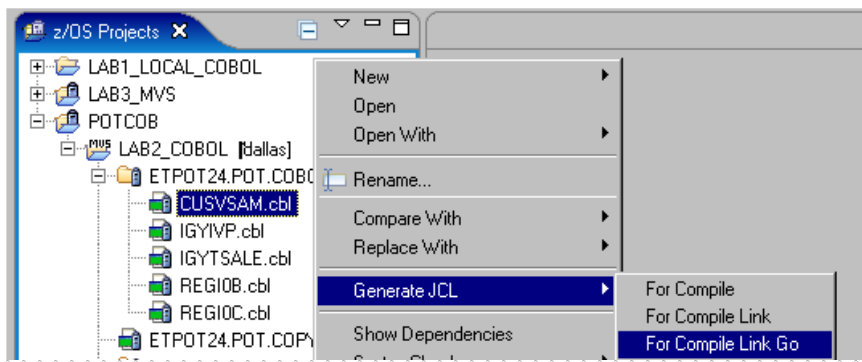 z/OS Projects
LAB1_LOCAL_COBOL
LAB3_MVS
POTCOB
MVS LAB2_COBOL [dallas]
ETPOT24.POT.COBO
CUSVSAM.cbl
IGYIVP.cbl
IGYTSALE.cbl
REGI0B.cbl
REGI0C.cbl
ETPOT24.POT.COPY
New
Open
Open With
Rename...
Compare With
Replace With
Generate JCL
Show Dependencies
For Compile
For Compile Link
For Compile Link Go